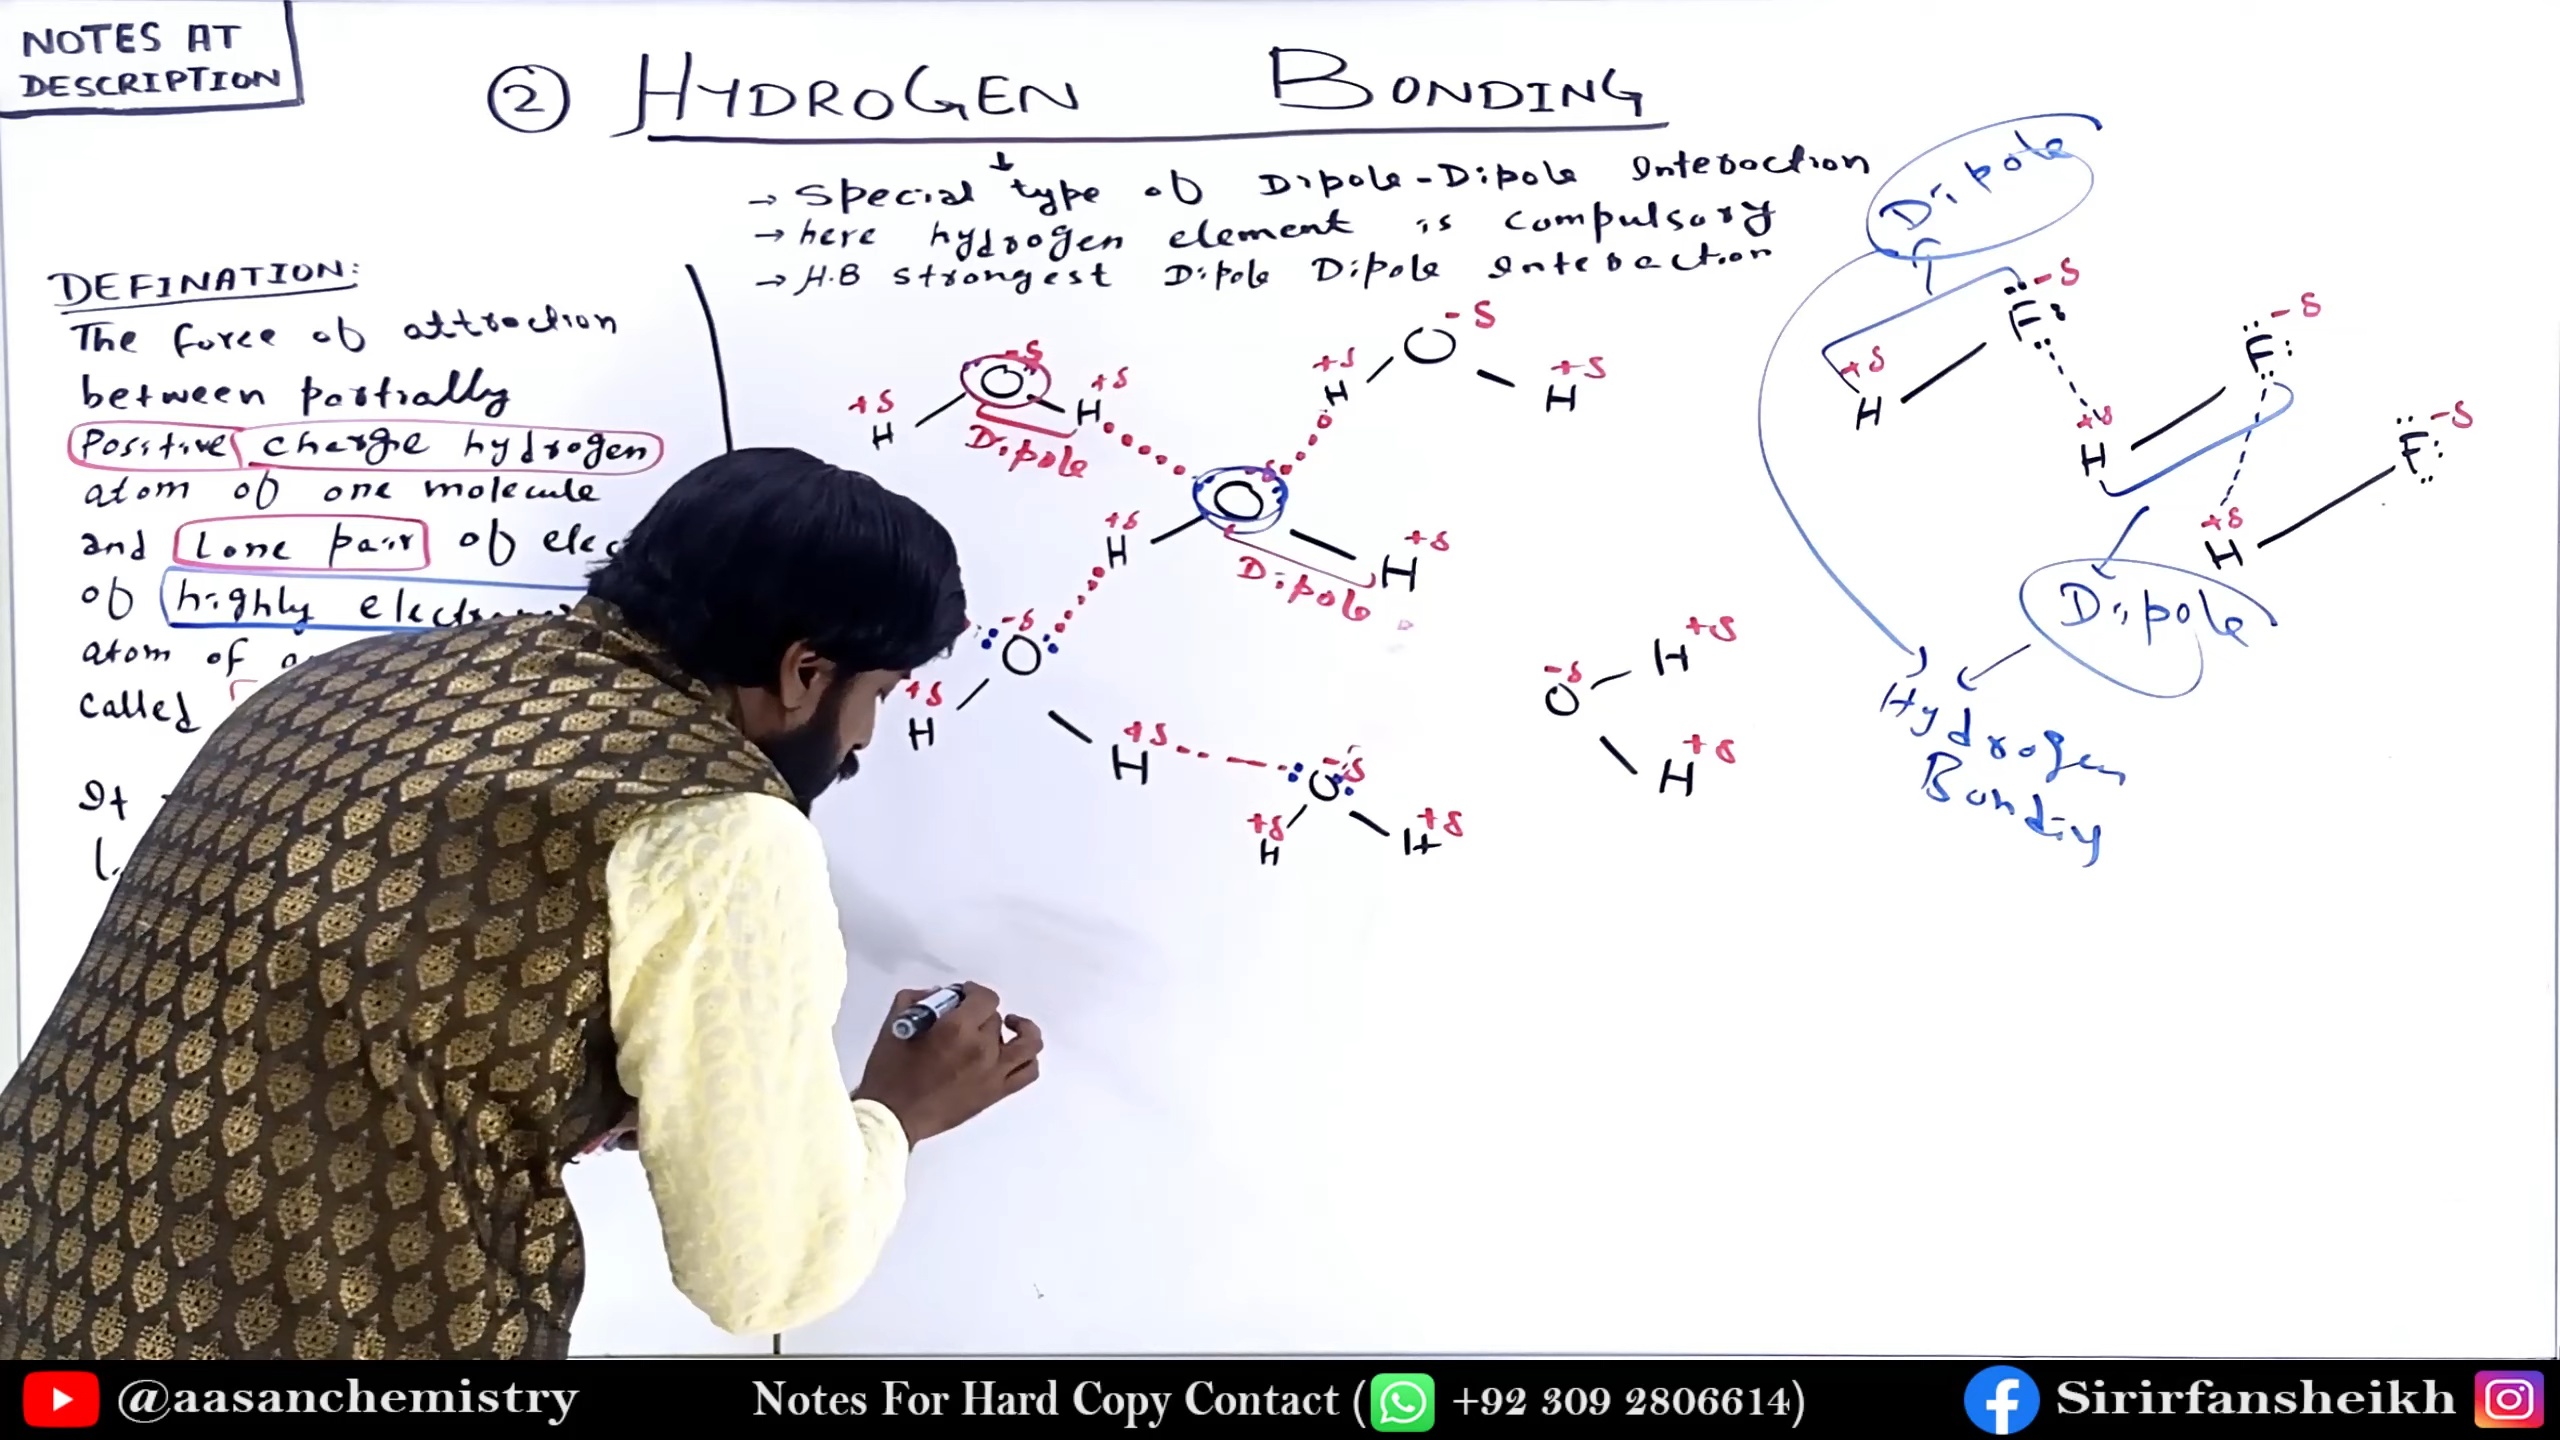 NOTES AT
DESCRIPTION
② HYDROGEN BONDING
→ Special type of Dipole-Dipole Interaction
→ here hydrogen element is compulsory
→ H.B strongest Dipole Dipole Interaction
DEFINATION:
The force of attraction
between partially
Positive charge hydrogen
atom of one molecule
and lone pair of elec
of highly electron
atom of
called
It
Dipole
-δ
+δ
H
F
-δ
+δ
H
F
-δ
+δ
H
F
Dipole
Hydrogen
Bonding
+δ
H
-δ
O
+δ
H
Dipole
+δ
H
-δ
O
+δ
H
+δ
H
O
+δ
H
Dipole
+δ
H
-δ
O
+δ
H
-δ
O
+δ
H
+δ
H
-δ
O
+δ
H
+δ
H
@aasanchemistry
Notes For Hard Copy Contact ( +92 309 2806614)
Sirirfansheikh